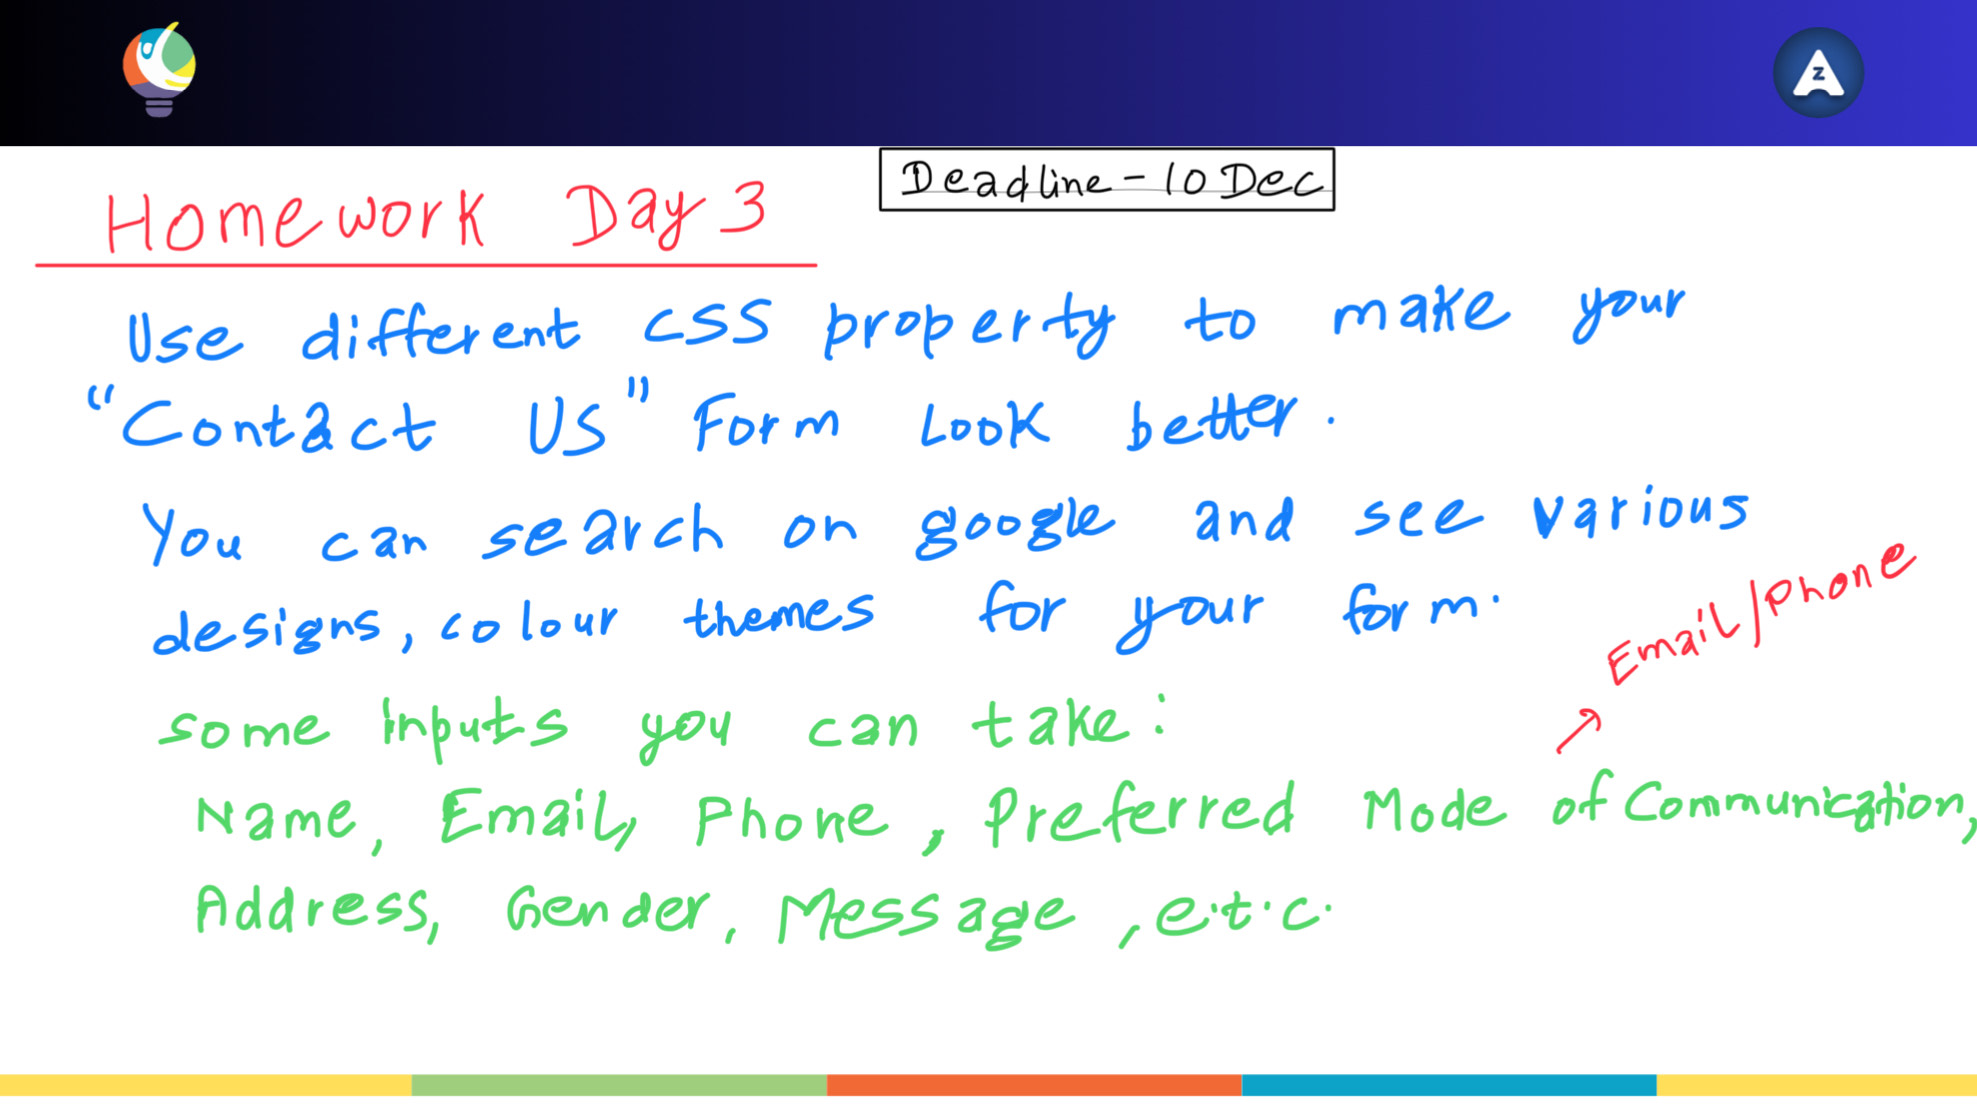 Deadline - 10 Dec
Homework Day 3
Use different CSS property to make your
"Contact US" Form Look better.
You can search on google and see various
designs, colour themes for your form.
Email/Phone
some inputs you can take:
Name, Email, Phone, Preferred Mode of Communication,
Address, Gender, Message, e.t.c.
Z